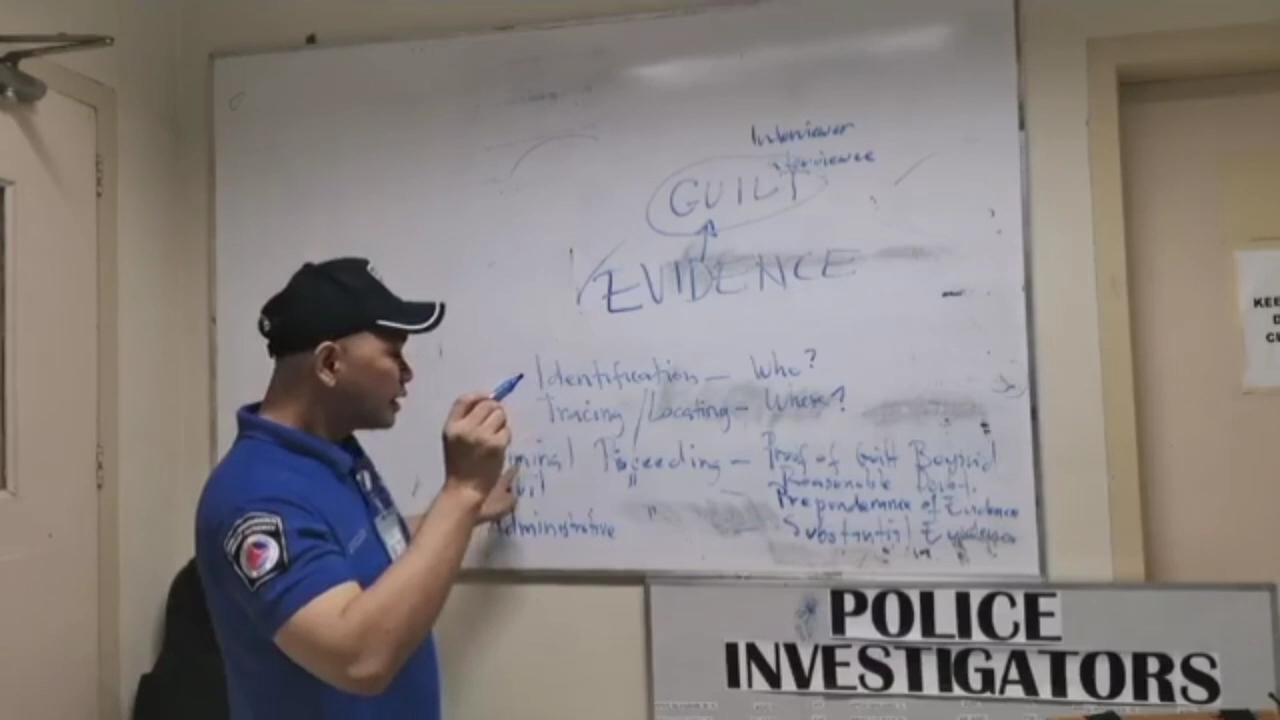 Interviewer
GUILT
EVIDENCE
Identification – Who?
Tracing / Locating – Where?
Proceeding – Proof of Guilt Beyond
Reasonable Doubt.
Preponderance of Evidence
Administrative
Substantial Evidence
POLICE
INVESTIGATORS